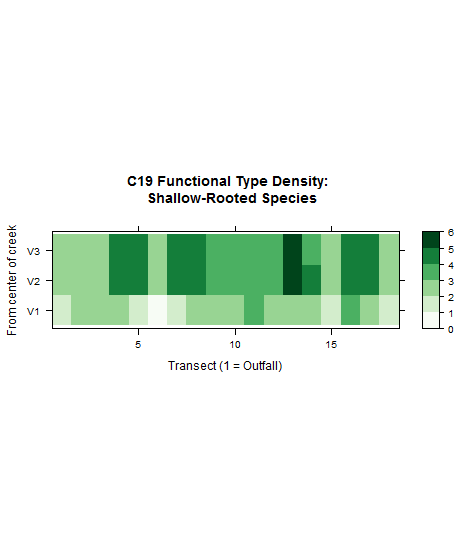 C19 Functional Type Density:
Shallow-Rooted Species
From center of creek
V3
V2
V1
5
10
15
Transect (1 = Outfall)
6
5
4
3
2
1
0